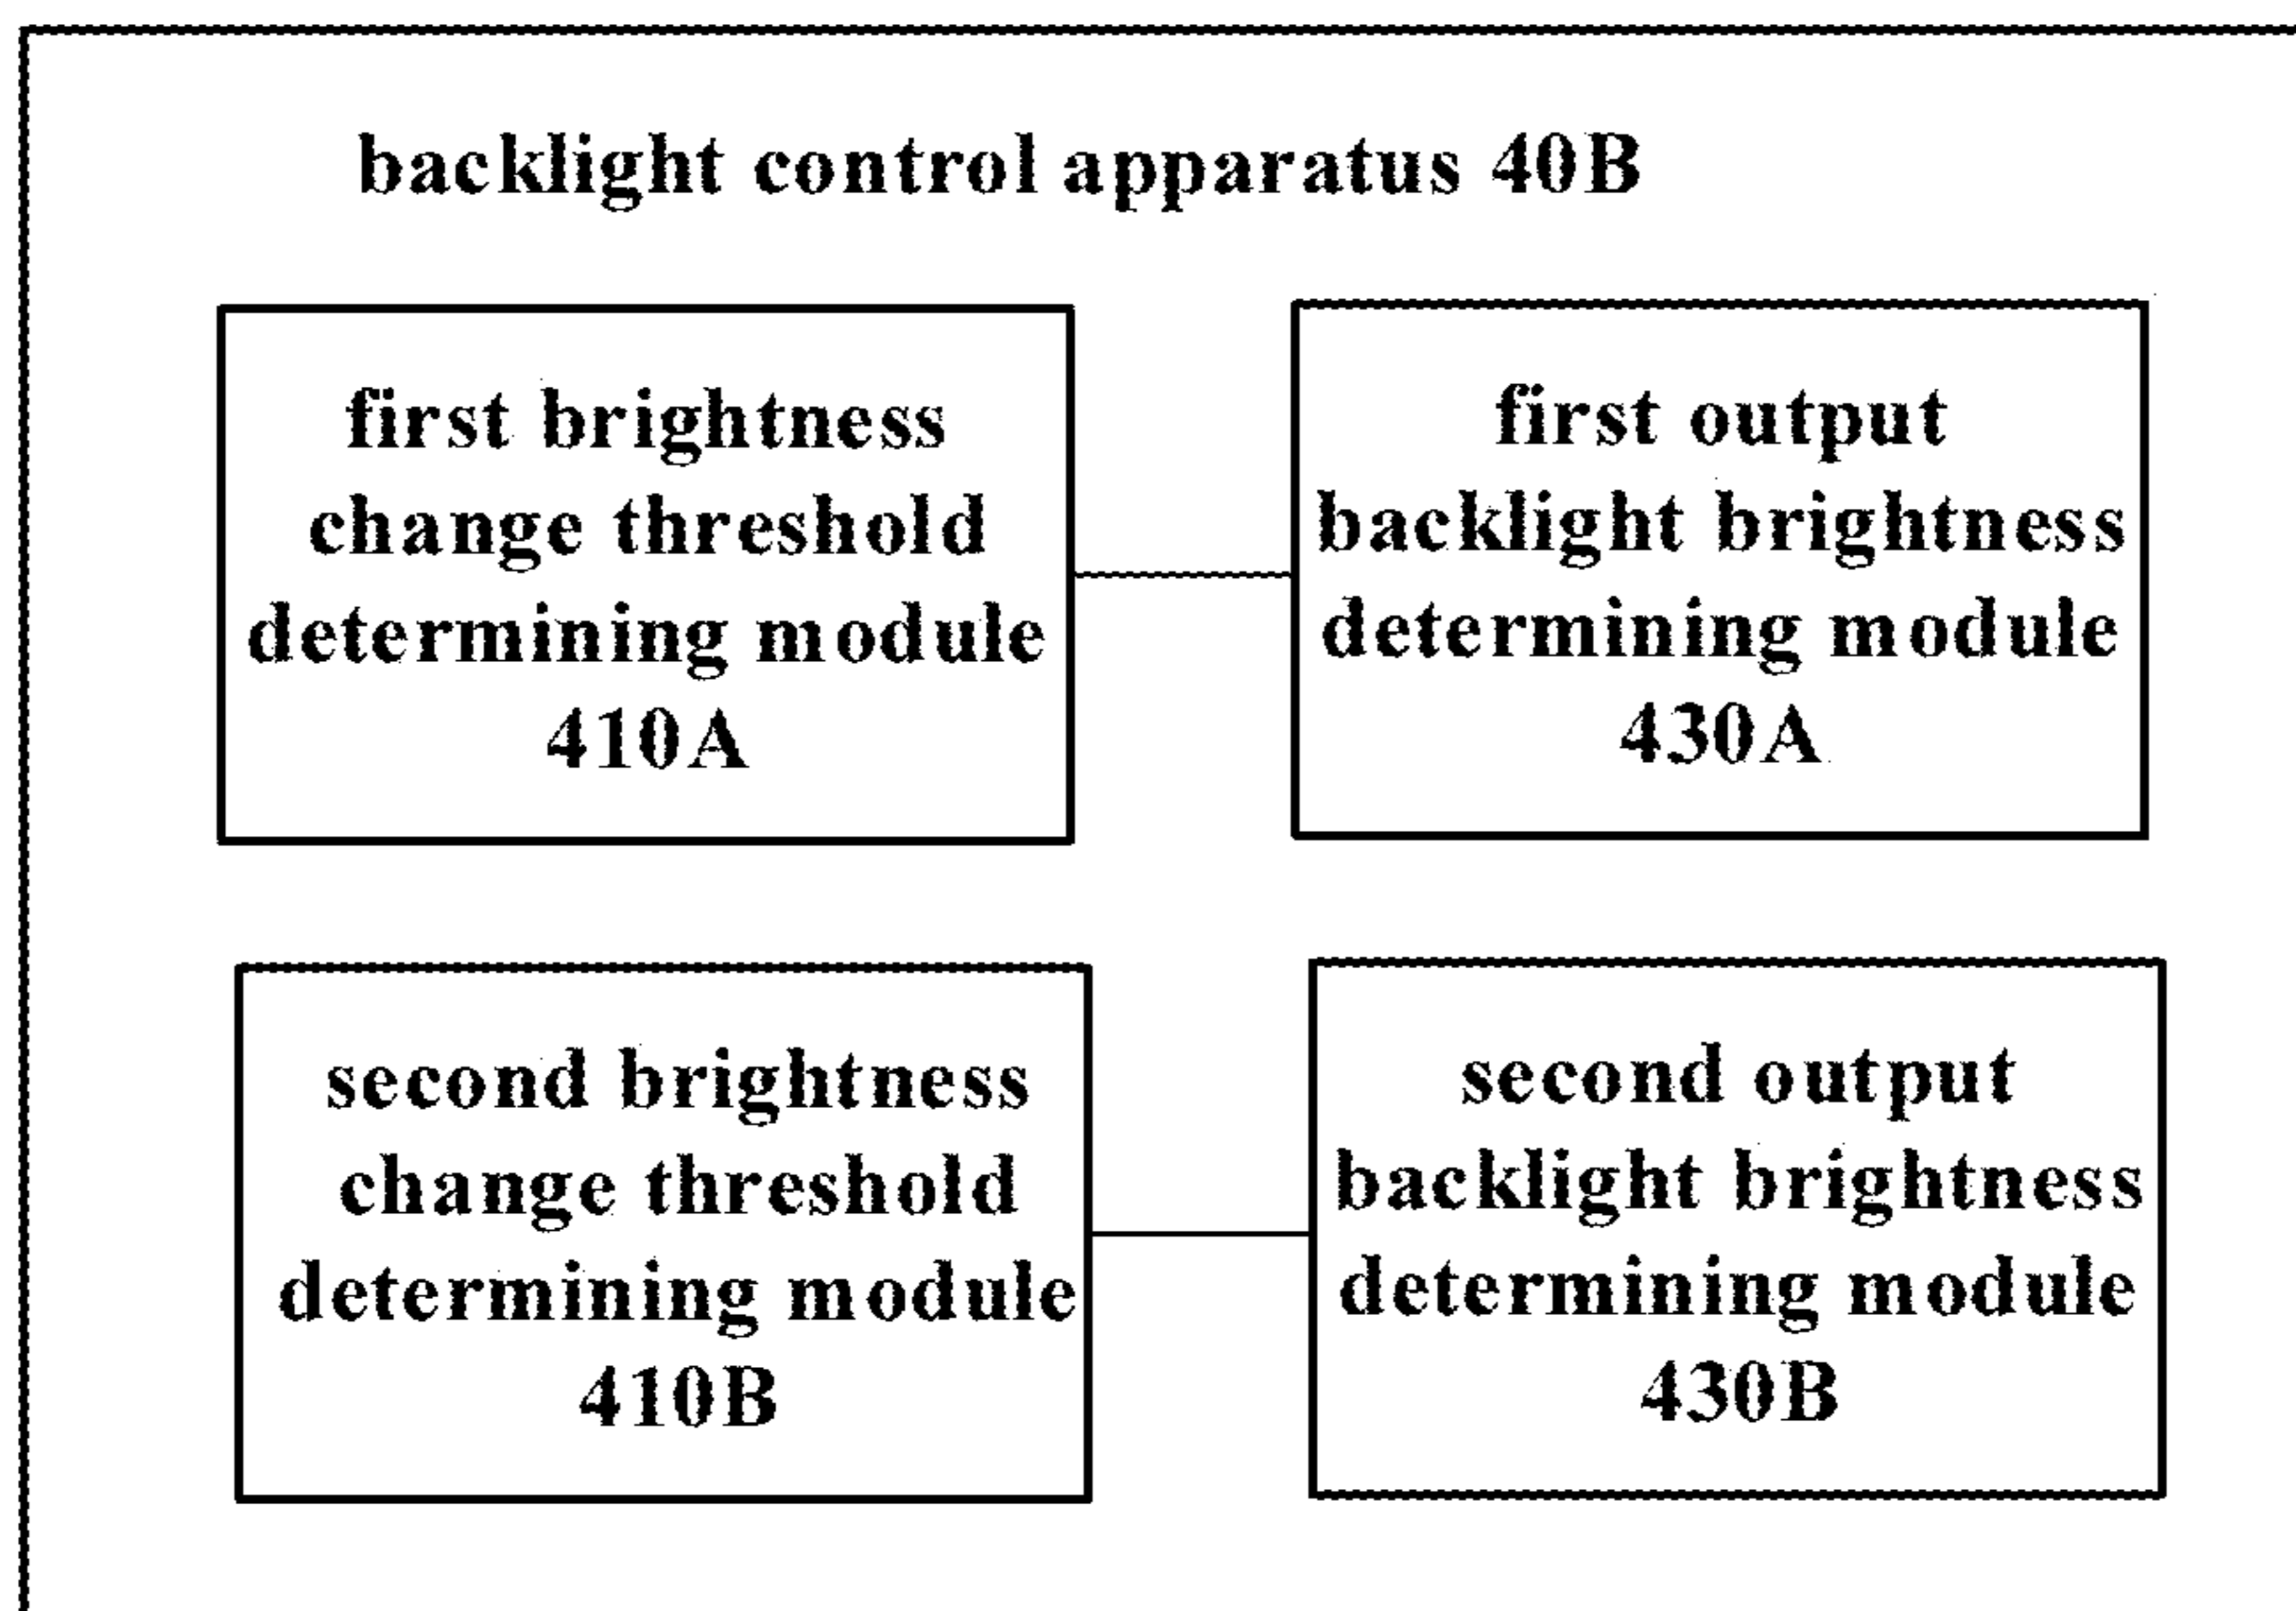 backlight control apparatus 40B
first brightness
change threshold
determining module
410A
first output
backlight brightness
determining module
430A
second brightness
change threshold
determining module
410B
second output
backlight brightness
determining module
430B